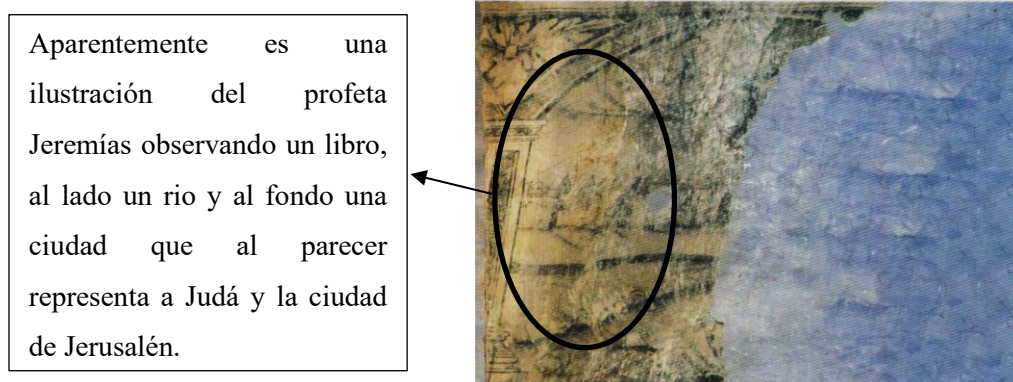 Aparentemente es una
ilustración del profeta
Jeremías observando un libro,
al lado un rio y al fondo una
ciudad que al parecer
representa a Judá y la ciudad
de Jerusalén.